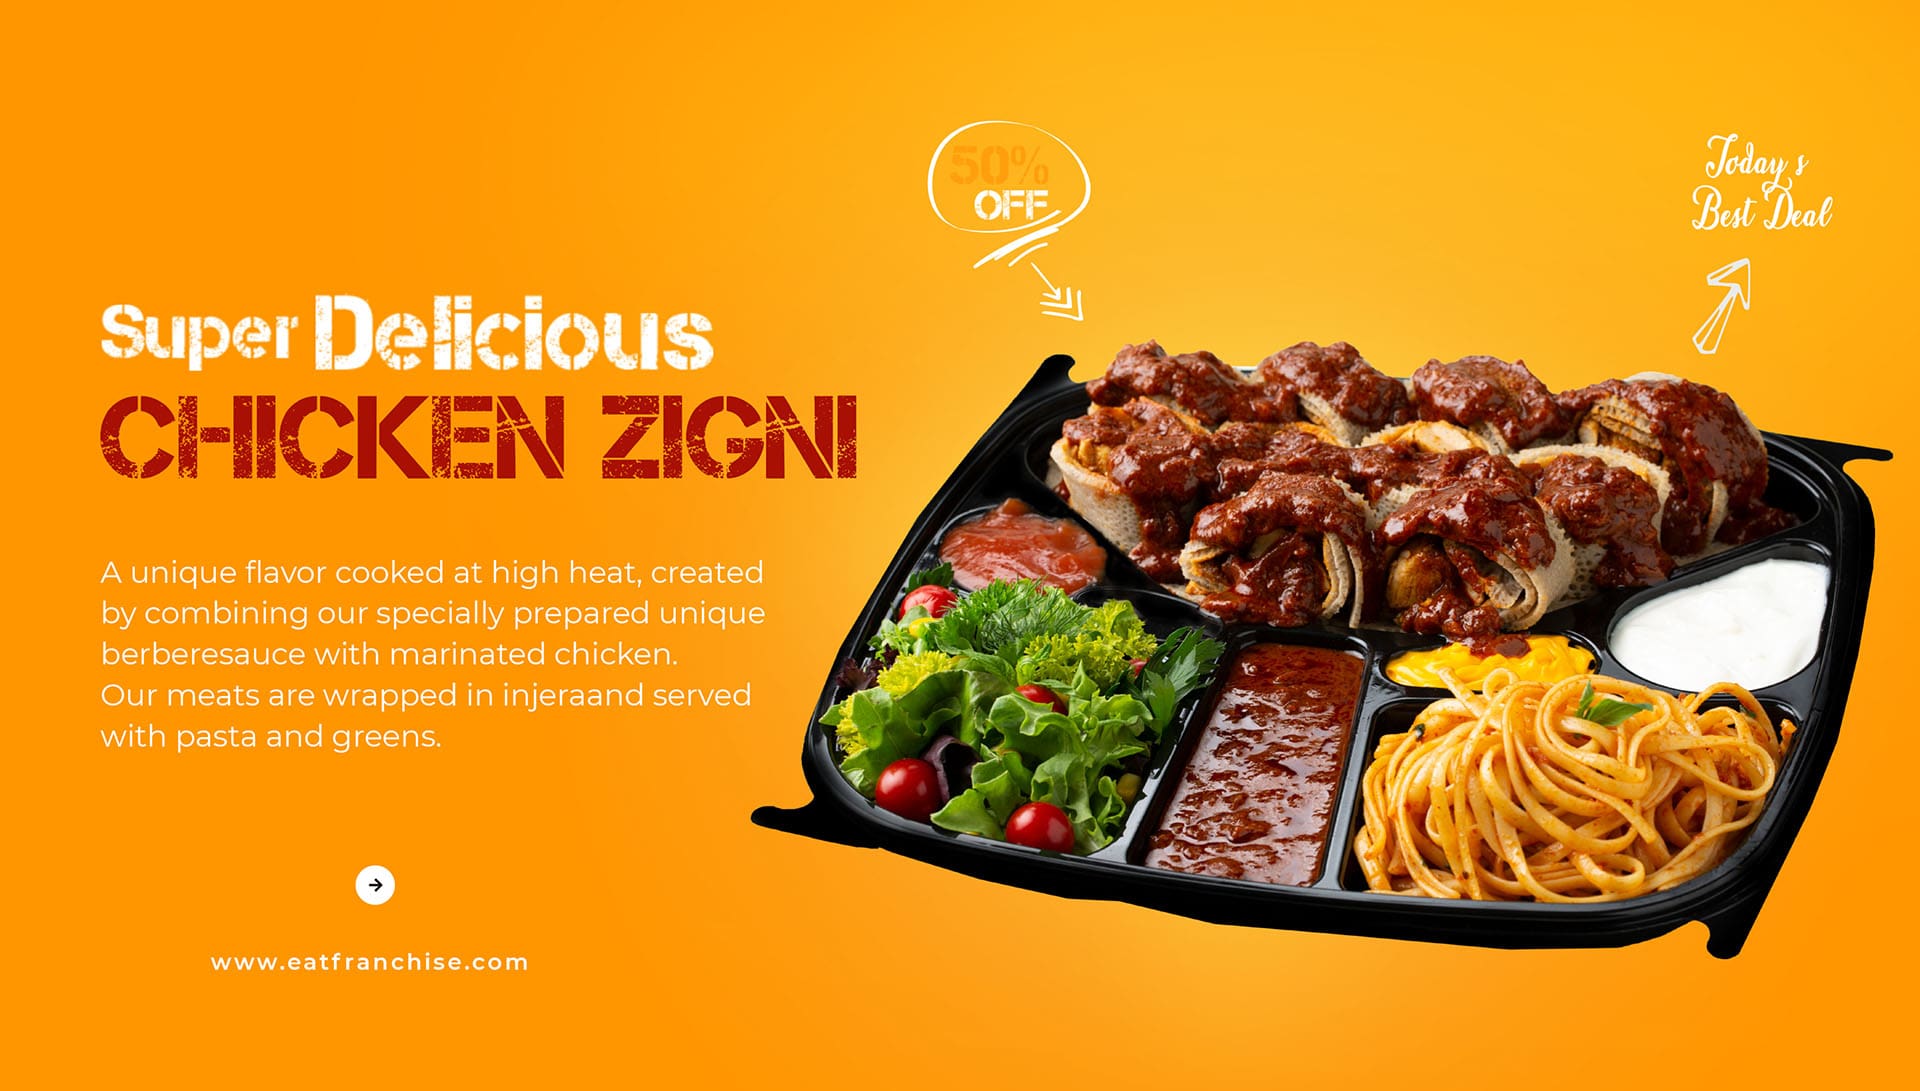 50%
OFF
Today's
Best Deal
Super Delicious
CHICKEN ZIGNI
A unique flavor cooked at high heat, created
by combining our specially prepared unique
berberesauce with marinated chicken.
Our meats are wrapped in injeraand served
with pasta and greens.
www.eatfranchise.com